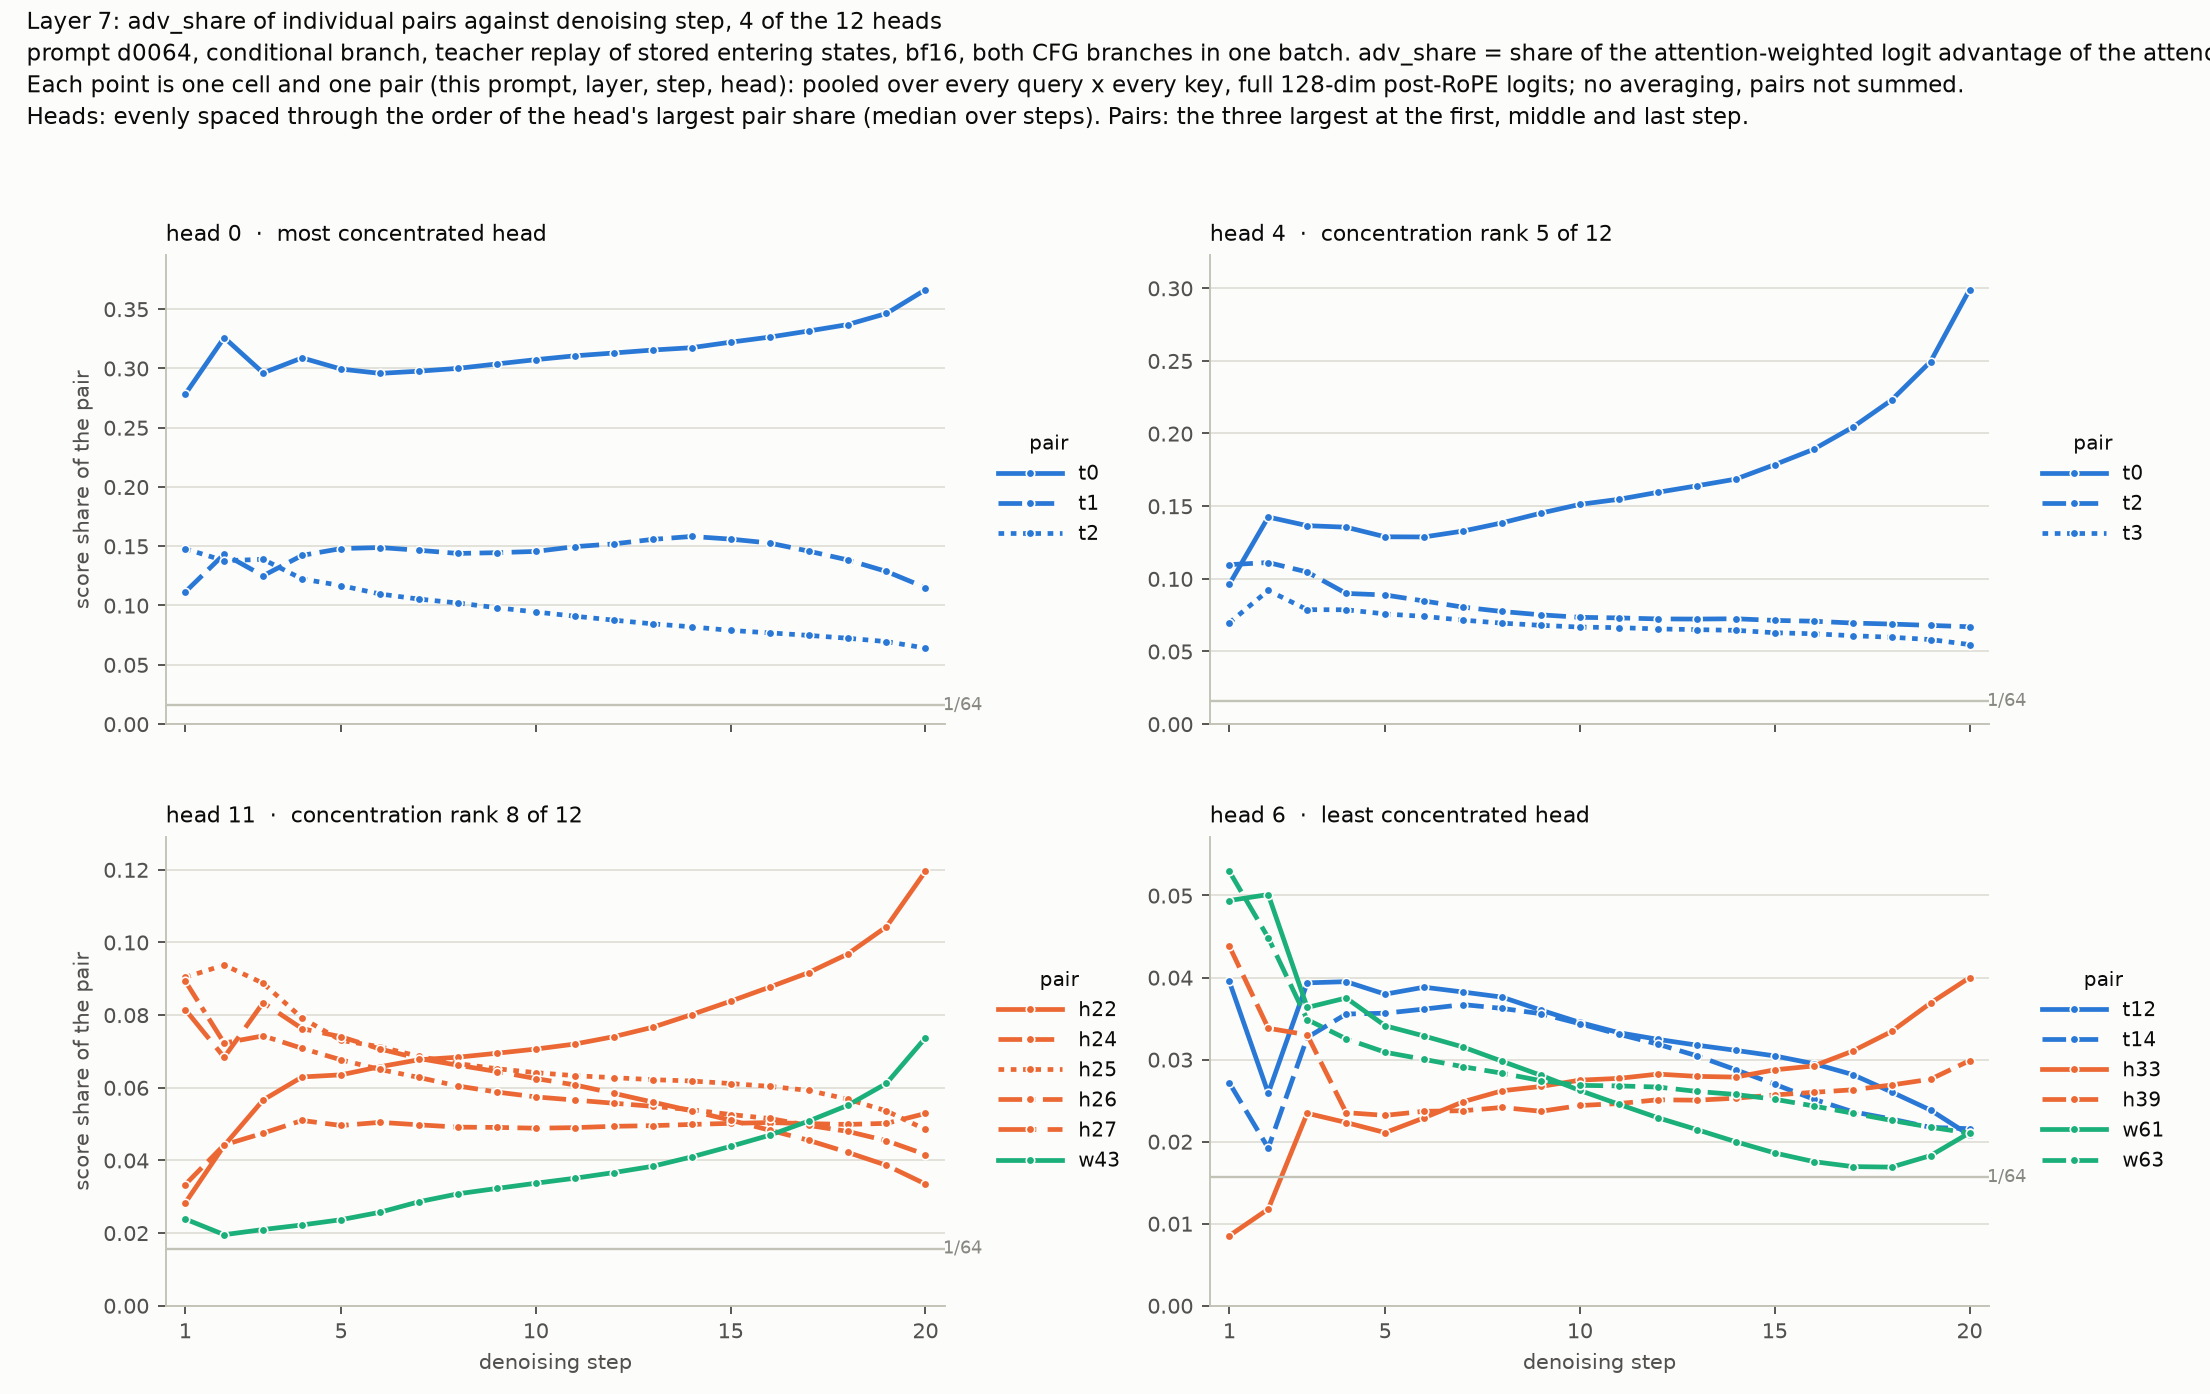 Layer 7: adv_share of individual pairs against denoising step, 4 of the 12 heads
prompt d0064, conditional branch, teacher replay of stored entering states, bf16, both CFG branches in one batch. adv_share = share of the attention-weighted logit advantage of the attend
Each point is one cell and one pair (this prompt, layer, step, head): pooled over every query x every key, full 128-dim post-RoPE logits; no averaging, pairs not summed.
Heads: evenly spaced through the order of the head's largest pair share (median over steps). Pairs: the three largest at the first, middle and last step.
head 0 · most concentrated head
score share of the pair
0.35
0.30
0.25
0.20
0.15
0.10
0.05
0.00
1/64
pair
t0
t1
t2
head 4 · concentration rank 5 of 12
0.30
0.25
0.20
0.15
0.10
0.05
0.00
1/64
pair
t0
t2
t3
head 11 · concentration rank 8 of 12
score share of the pair
0.12
0.10
0.08
0.06
0.04
0.02
0.00
1/64
1 5 10 15 20
denoising step
pair
h22
h24
h25
h26
h27
w43
head 6 · least concentrated head
0.05
0.04
0.03
0.02
0.01
0.00
1/64
1 5 10 15 20
denoising step
pair
t12
t14
h33
h39
w61
w63